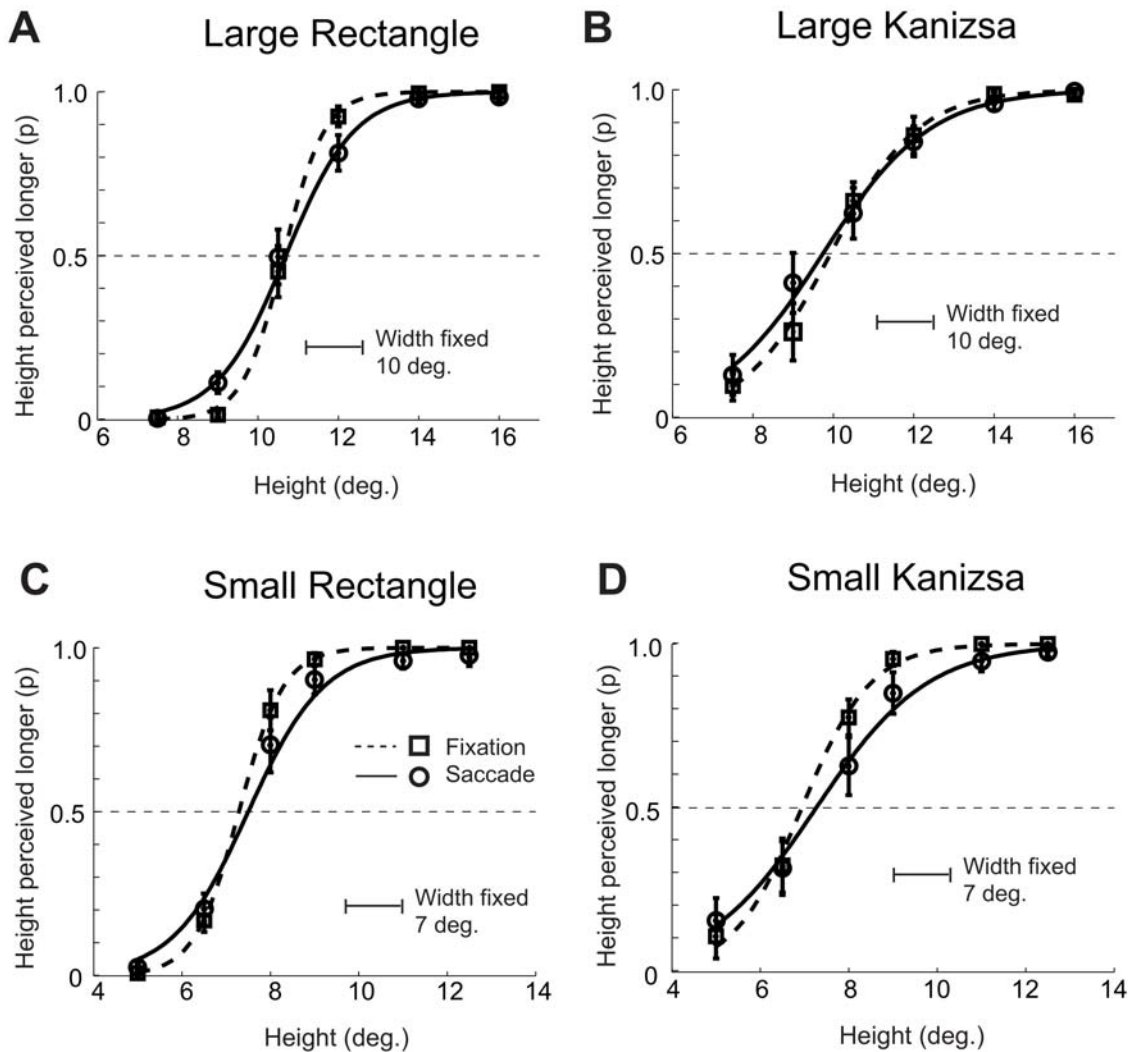 A
Large Rectangle
Height perceived longer (p)
1.0
0.5
0
Width fixed
10 deg.
6 8 10 12 14 16
Height (deg.)
B
Large Kanizsa
Height perceived longer (p)
1.0
0.5
0
Width fixed
10 deg.
6 8 10 12 14 16
Height (deg.)
C
Small Rectangle
Height perceived longer (p)
1.0
0.5
0
Fixation
Saccade
Width fixed
7 deg.
4 6 8 10 12 14
Height (deg.)
D
Small Kanizsa
Height perceived longer (p)
1.0
0.5
0
Width fixed
7 deg.
4 6 8 10 12 14
Height (deg.)